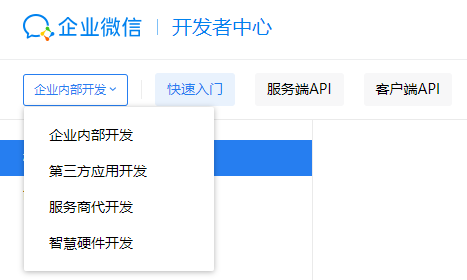 企业微信 开发者中心
企业内部开发 快速入门 服务端API 客户端API
企业内部开发
第三方应用开发
服务商代开发
智慧硬件开发